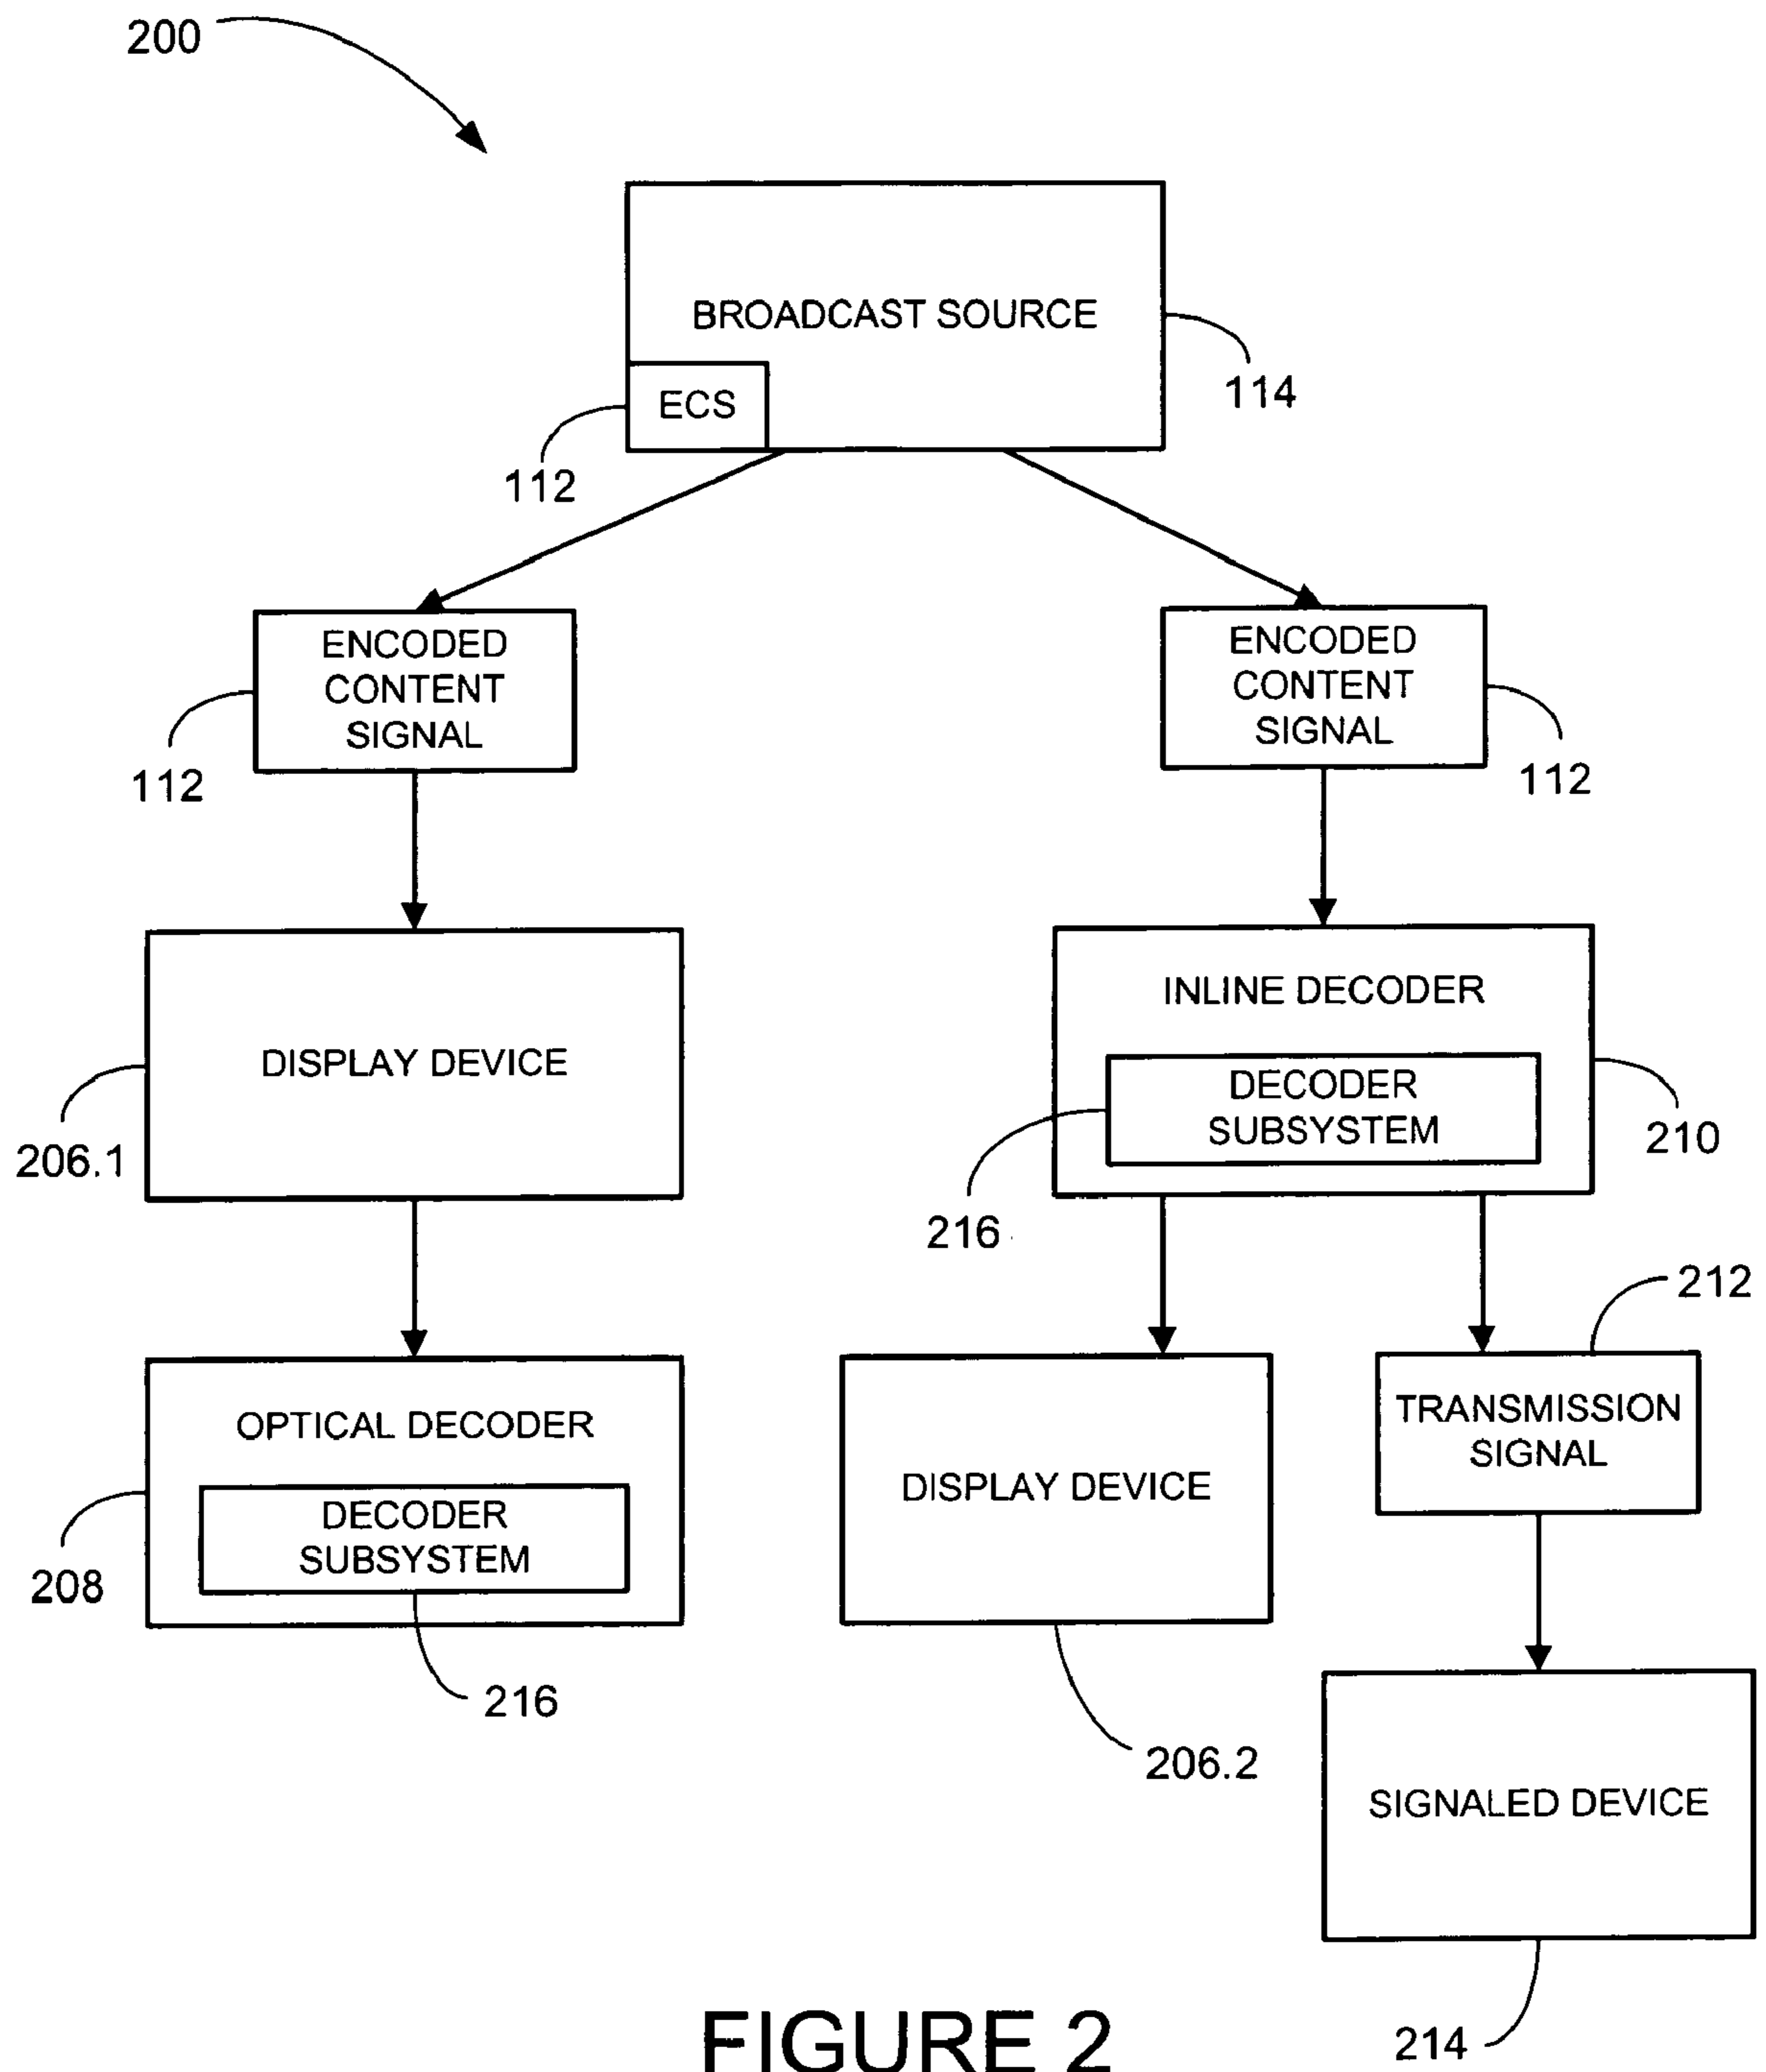 200
BROADCAST SOURCE
114
ECS
112
ENCODED
CONTENT
SIGNAL
112
ENCODED
CONTENT
SIGNAL
112
DISPLAY DEVICE
206.1
INLINE DECODER
DECODER
SUBSYSTEM
210
216
212
OPTICAL DECODER
DECODER
SUBSYSTEM
208
216
DISPLAY DEVICE
206.2
TRANSMISSION
SIGNAL
SIGNALED DEVICE
214
FIGURE 2